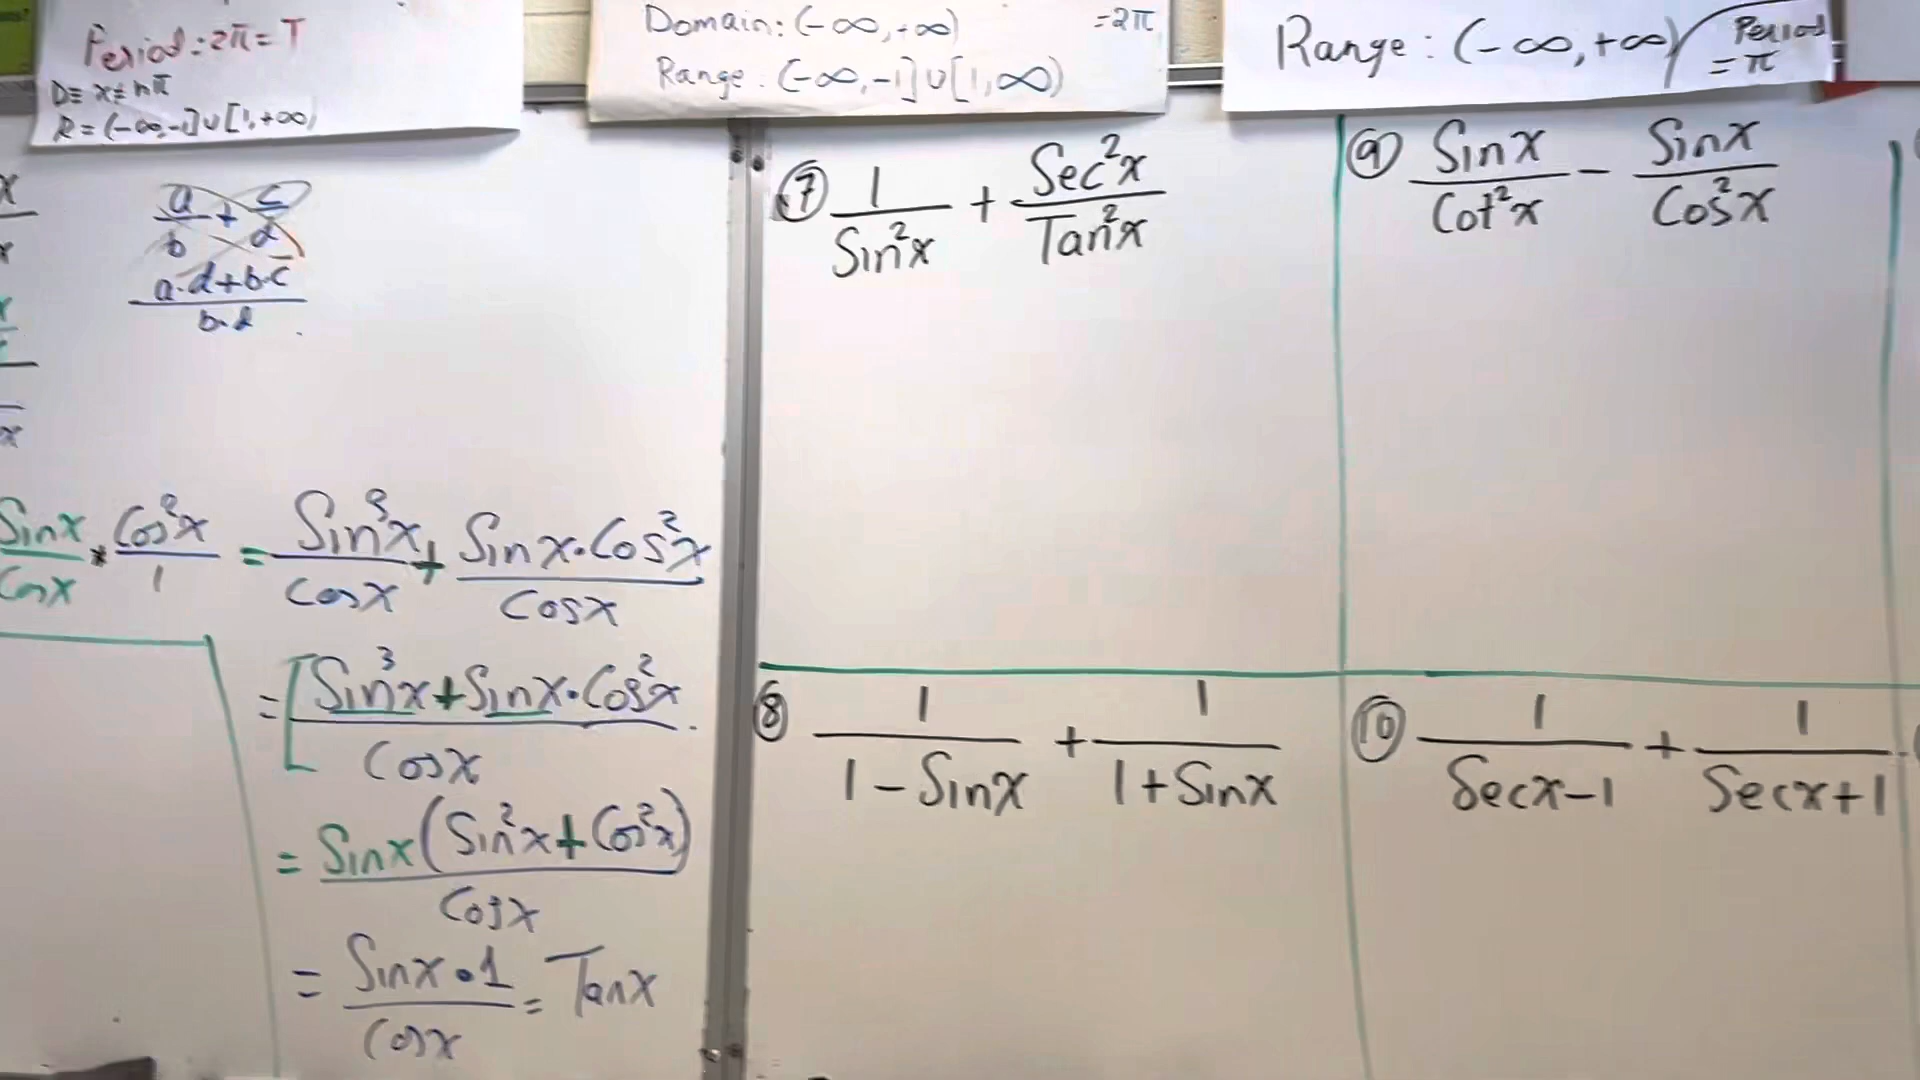 Period: 2π = T
D= x≠nπ
R = (-∞,-1]∪[1,+∞)
Domain: (-∞,+∞) =2π
Range: (-∞,-1]∪[1,∞)
Range: (-∞,+∞) Period
=π
a/b + c/d
a·d+b·c
b·d
Sinx/Cosx * Cos²x/1 = Sin³x/Cosx + Sinx·Cos²x/Cosx
= [Sin³x+Sinx·Cos²x/Cosx
= Sinx(Sin²x+Cos²x)/Cosx
= Sinx·1/Cosx = Tanx
⑦ 1/Sin²x + Sec²x/Tan²x
⑧ 1/1-Sinx + 1/1+Sinx
⑨ Sinx/Cot²x - Sinx/Cos²x
⑩ 1/Secx-1 + 1/Secx+1